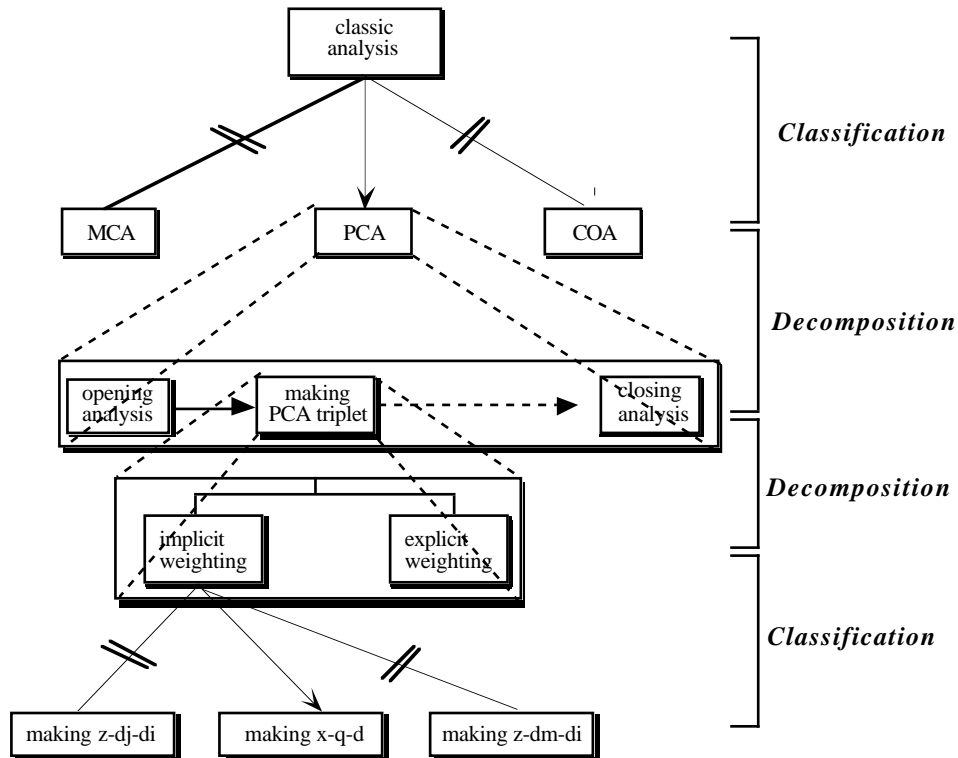 classic
analysis
Classification
MCA
PCA
COA
Decomposition
opening
analysis
making
PCA triplet
closing
analysis
Decomposition
implicit
weighting
explicit
weighting
Classification
making z-dj-di
making x-q-d
making z-dm-di